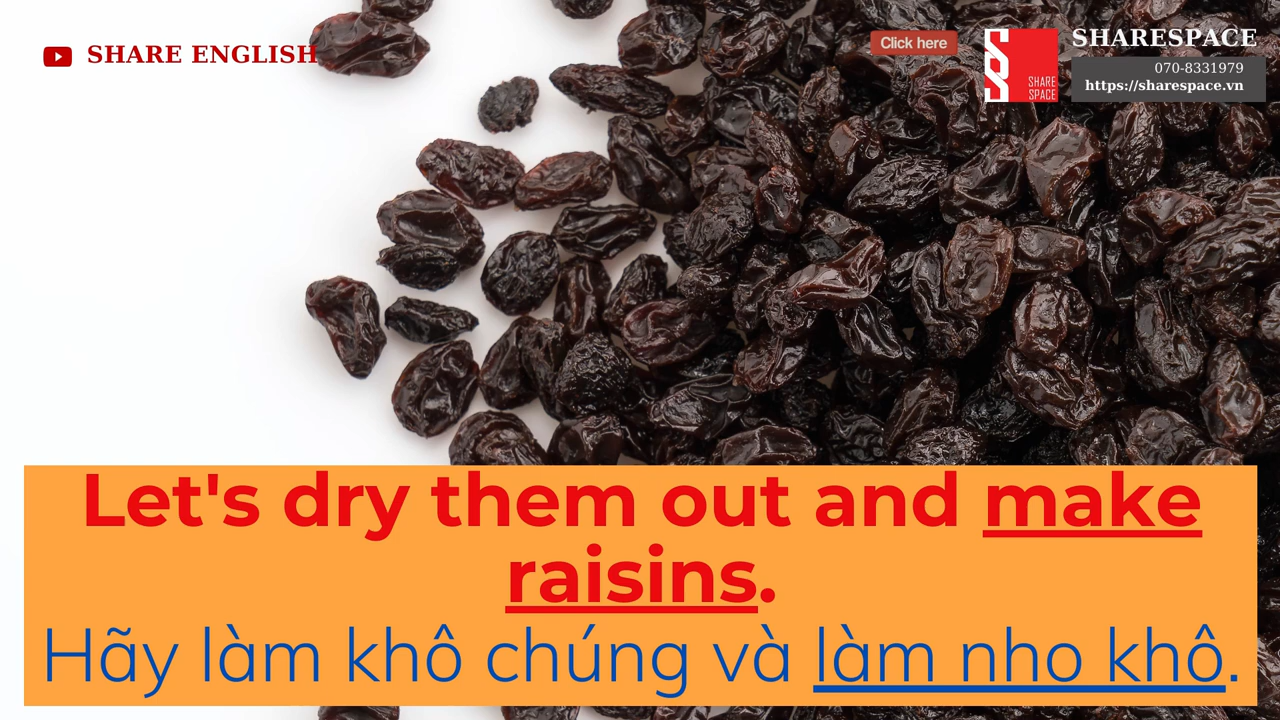 SHARE ENGLISH
Click here
SHARE
SPACE
SHARESPACE
070-8331979
https://sharespace.vn
Let's dry them out and make
raisins.
Hãy làm khô chúng và làm nho khô.